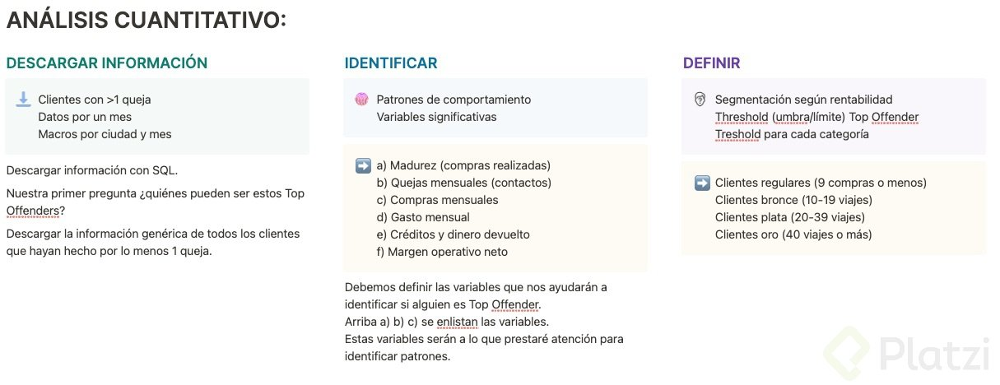 ANÁLISIS CUANTITATIVO:
DESCARGAR INFORMACIÓN
Clientes con >1 queja
Datos por un mes
Macros por ciudad y mes
Descargar información con SQL.
Nuestra primer pregunta ¿quiénes pueden ser estos Top
Offenders?
Descargar la información genérica de todos los clientes
que hayan hecho por lo menos 1 queja.
IDENTIFICAR
Patrones de comportamiento
Variables significativas
a) Madurez (compras realizadas)
b) Quejas mensuales (contactos)
c) Compras mensuales
d) Gasto mensual
e) Créditos y dinero devuelto
f) Margen operativo neto
Debemos definir las variables que nos ayudarán a
identificar si alguien es Top Offender.
Arriba a) b) c) se enlistan las variables.
Estas variables serán a lo que prestaré atención para
identificar patrones.
DEFINIR
Segmentación según rentabilidad
Threshold (umbra/límite) Top Offender
Treshold para cada categoría
Clientes regulares (9 compras o menos)
Clientes bronce (10-19 viajes)
Clientes plata (20-39 viajes)
Clientes oro (40 viajes o más)
Platzi